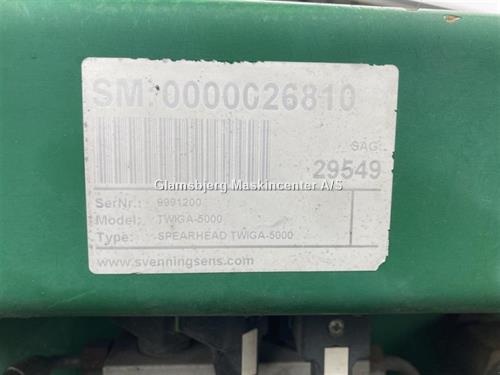 SM 0000026810
SAG:
29549
Glamsbjerg Maskincenter A/S
SerNr.: 9991200
Model: TWIGA-5000
Type: SPEARHEAD TWIGA-5000
www.svenningsens.com